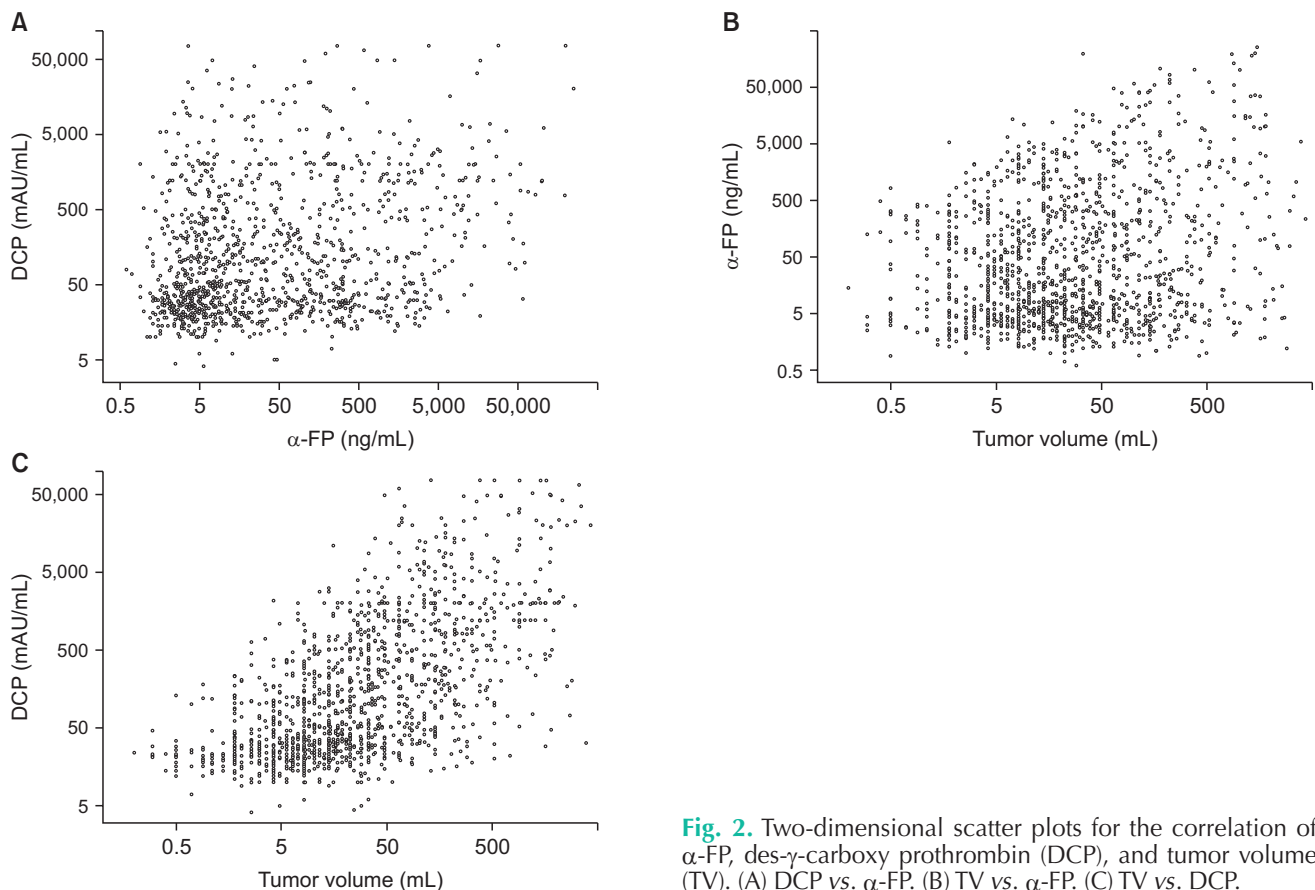 A
50,000
5,000
500
50
5
DCP (mAU/mL)
0.5 5 50 500 5,000 50,000
α-FP (ng/mL)
B
50,000
5,000
500
50
5
0.5
α-FP (ng/mL)
0.5 5 50 500
Tumor volume (mL)
C
50,000
5,000
500
50
5
DCP (mAU/mL)
0.5 5 50 500
Tumor volume (mL)
Fig. 2. Two-dimensional scatter plots for the correlation of
α-FP, des-γ-carboxy prothrombin (DCP), and tumor volume
(TV). (A) DCP vs. α-FP. (B) TV vs. α-FP. (C) TV vs. DCP.